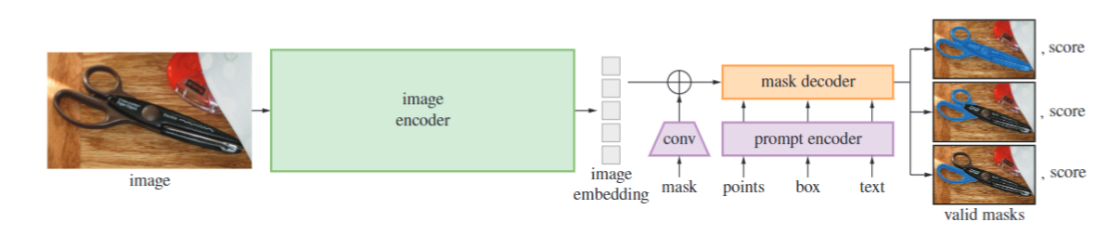 image
image
encoder
image
embedding
conv
mask
mask decoder
prompt encoder
points
box
text
, score
, score
, score
valid masks